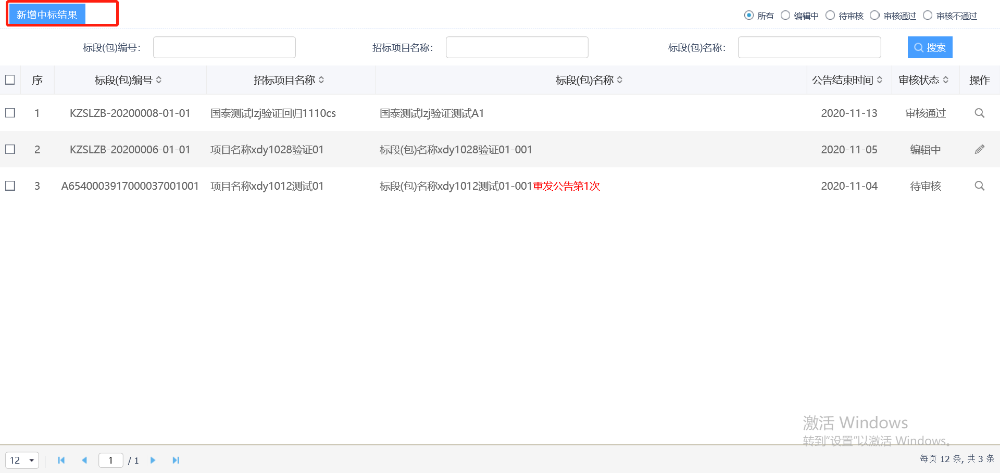 新增中标结果
所有 编辑中 待审核 审核通过 审核不通过
标段(包)编号： 招标项目名称： 标段(包)名称： 搜索
序 标段(包)编号 招标项目名称 标段(包)名称 公告结束时间 审核状态 操作
1 KZSLZB-20200008-01-01 国泰测试lzj验证回归1110cs 国泰测试lzj验证测试A1 2020-11-13 审核通过
2 KZSLZB-20200006-01-01 项目名称xdy1028验证01 标段(包)名称xdy1028验证01-001 2020-11-05 编辑中
3 A6540003917000037001001 项目名称xdy1012测试01 标段(包)名称xdy1012测试01-001重发公告第1次 2020-11-04 待审核
激活 Windows
转到“设置”以激活 Windows。
12 1 / 1 每页 12 条, 共 3 条